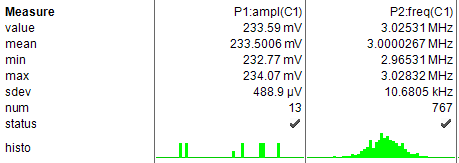 Measure P1:ampl(C1) P2:freq(C1)
value 233.59 mV 3.02531 MHz
mean 233.5006 mV 3.0000267 MHz
min 232.77 mV 2.96531 MHz
max 234.07 mV 3.02832 MHz
sdev 488.9 µV 10.6805 kHz
num 13 767
status ✔ ✔
histo